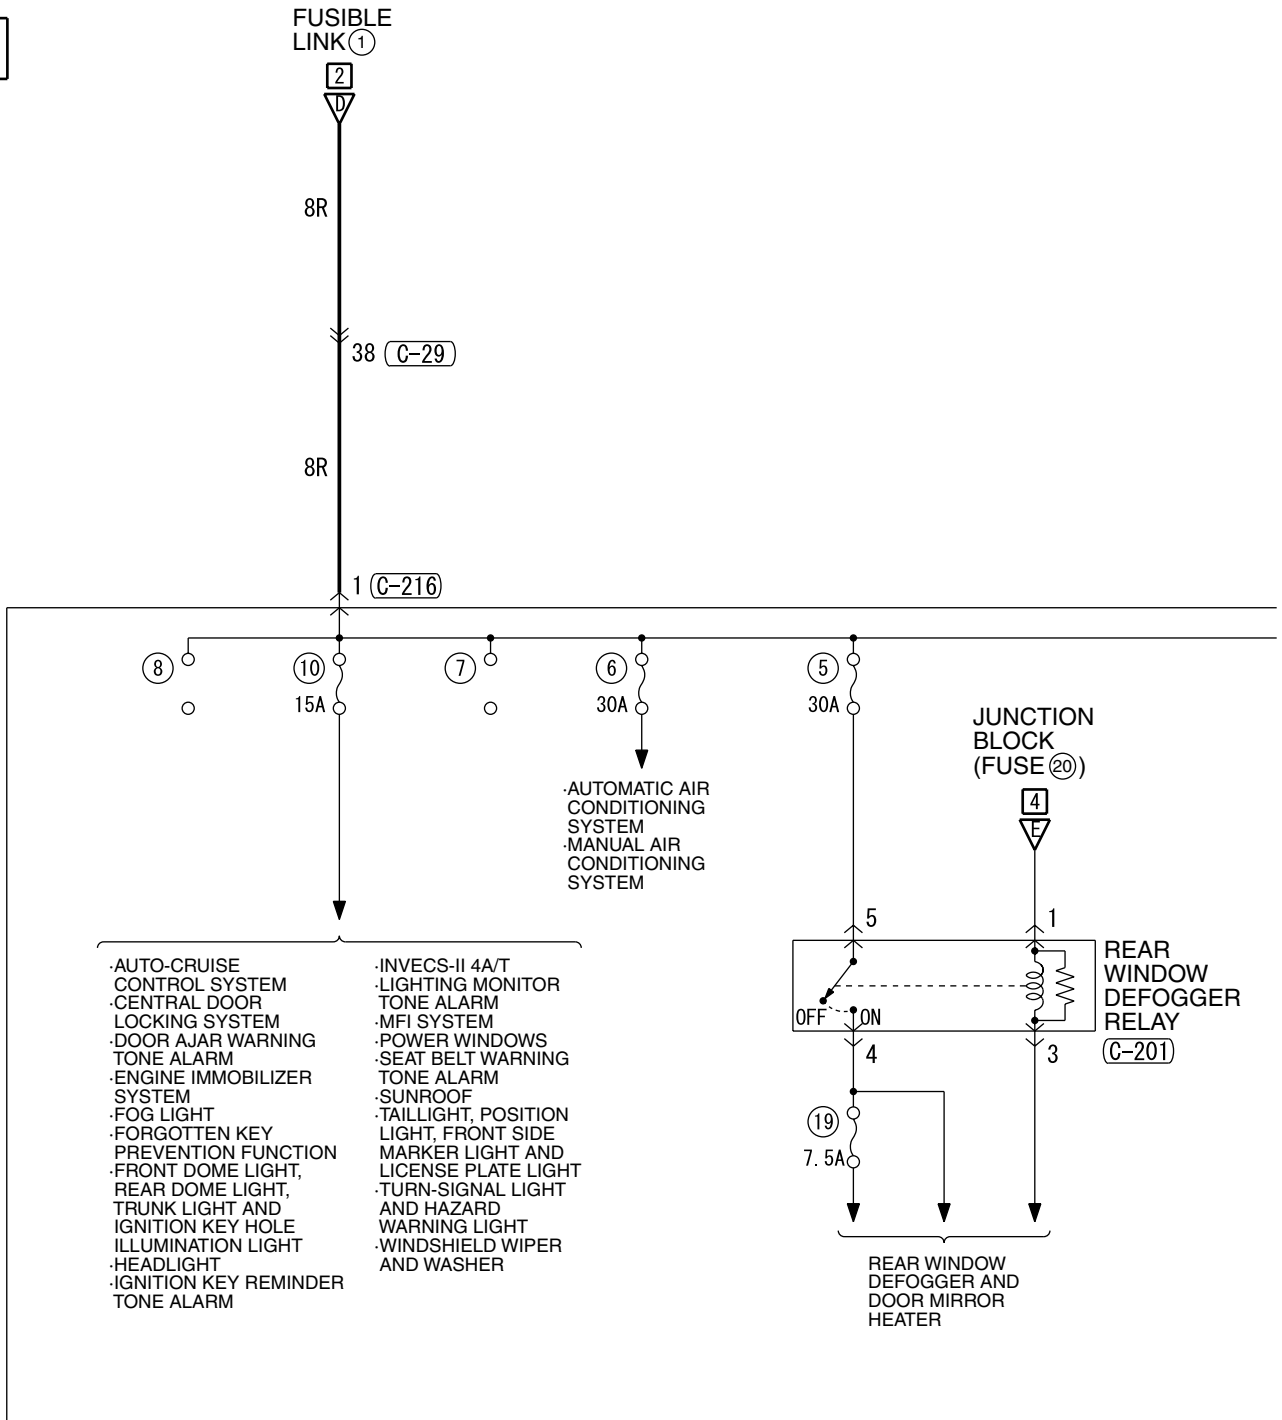 FUSIBLE
LINK 1
2
D
8R
38 C-29
8R
1 C-216
8
10
15A
7
6
30A
5
30A
JUNCTION
BLOCK
(FUSE 20)
4
E
·AUTOMATIC AIR
CONDITIONING
SYSTEM
·MANUAL AIR
CONDITIONING
SYSTEM
5
1
OFF
ON
REAR
WINDOW
DEFOGGER
RELAY
C-201
4
3
19
7.5A
REAR WINDOW
DEFOGGER AND
DOOR MIRROR
HEATER
·AUTO-CRUISE
CONTROL SYSTEM
·CENTRAL DOOR
LOCKING SYSTEM
·DOOR AJAR WARNING
TONE ALARM
·ENGINE IMMOBILIZER
SYSTEM
·FOG LIGHT
·FORGOTTEN KEY
PREVENTION FUNCTION
·FRONT DOME LIGHT,
REAR DOME LIGHT,
TRUNK LIGHT AND
IGNITION KEY HOLE
ILLUMINATION LIGHT
·HEADLIGHT
·IGNITION KEY REMINDER
TONE ALARM
·INVECS-II 4A/T
·LIGHTING MONITOR
TONE ALARM
·MFI SYSTEM
·POWER WINDOWS
·SEAT BELT WARNING
TONE ALARM
·SUNROOF
·TAILLIGHT, POSITION
LIGHT, FRONT SIDE
MARKER LIGHT AND
LICENSE PLATE LIGHT
·TURN-SIGNAL LIGHT
AND HAZARD
WARNING LIGHT
·WINDSHIELD WIPER
AND WASHER